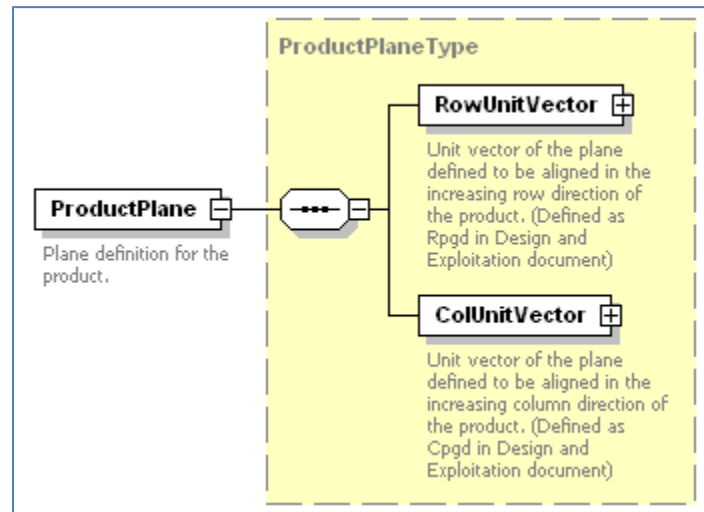 ProductPlaneType
RowUnitVector
Unit vector of the plane
defined to be aligned in the
increasing row direction of
the product. (Defined as
Rpgd in Design and
Exploitation document)
ProductPlane
Plane definition for the
product.
ColUnitVector
Unit vector of the plane
defined to be aligned in the
increasing column direction of
the product. (Defined as
Cpgd in Design and
Exploitation document)